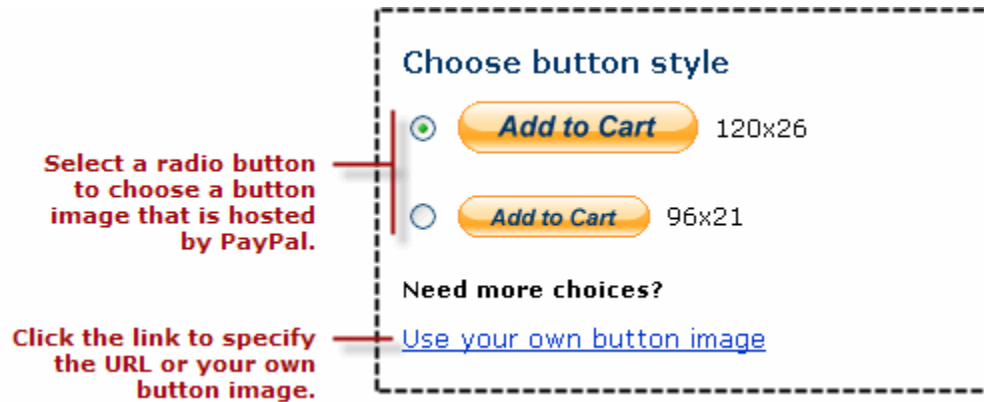 Choose button style
Add to Cart 120x26
Select a radio button
to choose a button
image that is hosted
by PayPal.
Add to Cart 96x21
Need more choices?
Click the link to specify
the URL or your own
button image.
Use your own button image